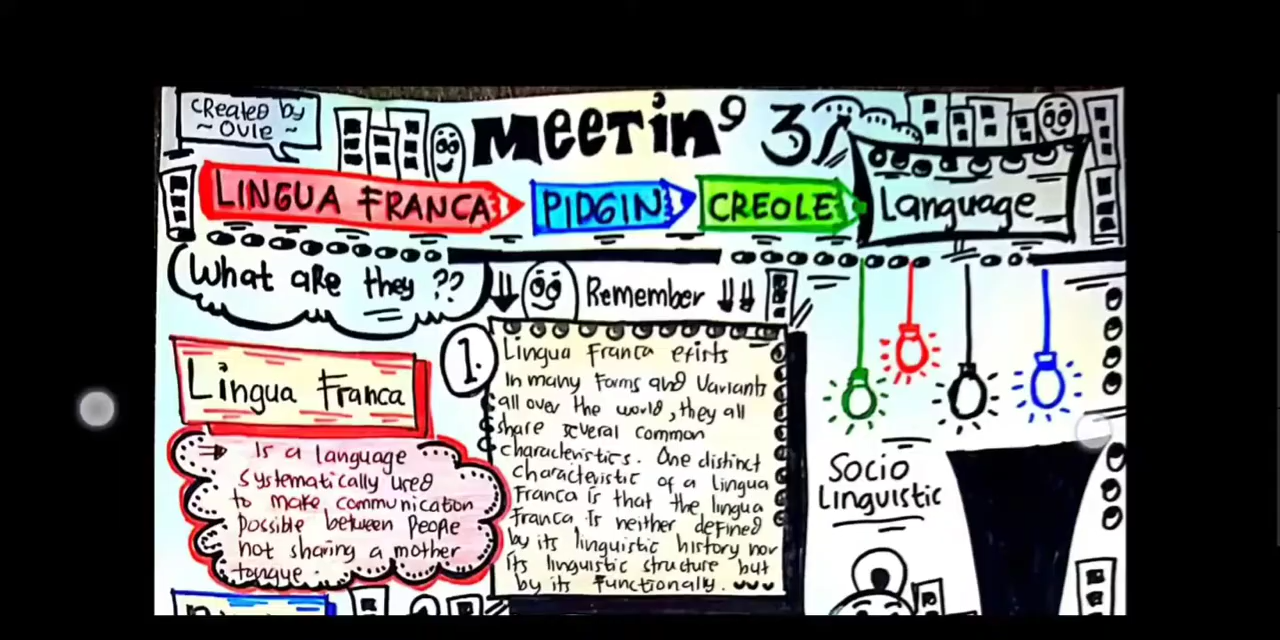 Created by
~ Ovie ~
Meeting 3
LINGUA FRANCA
PIDGIN
CREOLE
Language
What are they ??
Remember
Lingua Franca
Is a language
systematically used
to make communication
possible between people
not sharing a mother
tongue.
1.
Lingua Franca exists
In many Forms and Variants
all over the world, they all
share several common
characteristics. One distinct
characteristic of a lingua
Franca is that the lingua
franca Is neither defined
by its linguistic history nor
its linguistic structure but
by its Functionally.
Socio
Linguistic